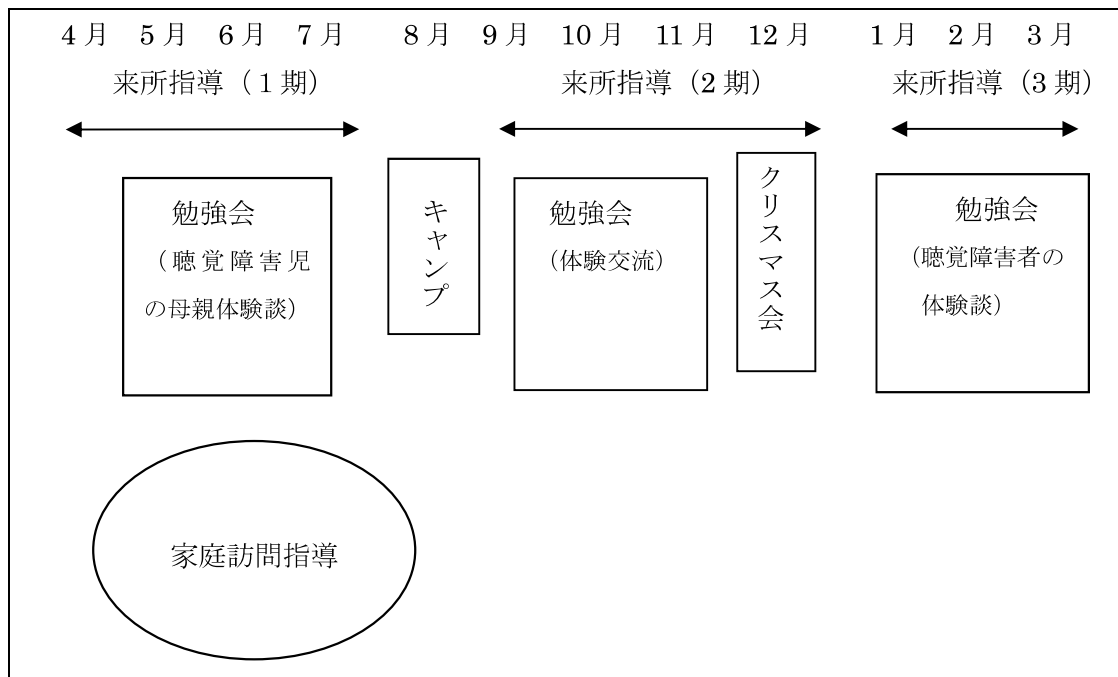 4月 5月 6月 7月 8月 9月 10月 11月 12月 1月 2月 3月
来所指導（1期） 来所指導（2期） 来所指導（3期）
勉強会
（聴覚障害児
の母親体験談）
キャンプ
勉強会
（体験交流）
クリスマス会
勉強会
（聴覚障害者の
体験談）
家庭訪問指導